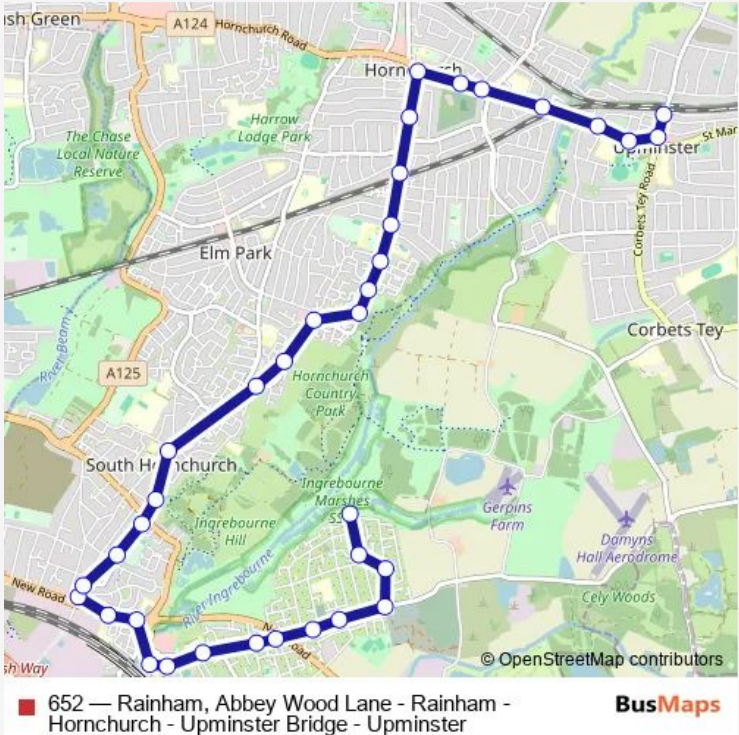 ash Green
A124
Hornchurch Road
Hornchurch
The Chase
Local Nature
Reserve
Harrow
Lodge Park
Upminster
St Mar
Corbets Tey Road
Elm Park
Corbets Tey
River Beam
A125
Hornchurch
Country
Park
South Hornchurch
Ingrebourne
Marshes
SS
Gerpins
Farm
Ingrebourne
Hill
Damyns
Hall Aerodrome
River Ingrebourne
New Road
Cely Woods
N
oad
sh Way
© OpenStreetMap contributors
652 — Rainham, Abbey Wood Lane - Rainham -
Hornchurch - Upminster Bridge - Upminster
BusMaps